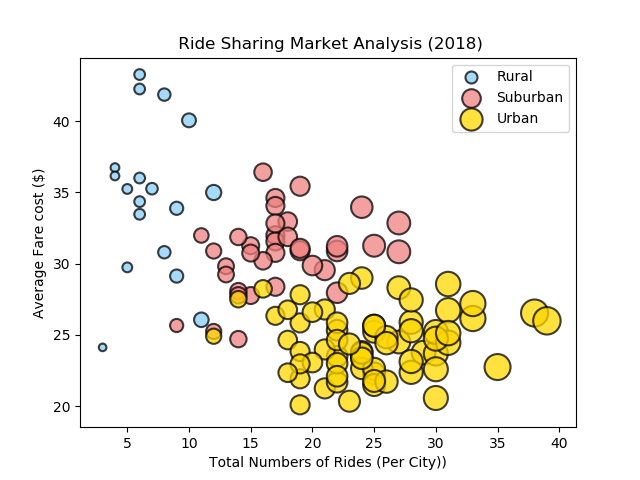 Ride Sharing Market Analysis (2018)
Rural
Suburban
Urban
Average Fare cost ($)
40
35
30
25
20
5 10 15 20 25 30 35 40
Total Numbers of Rides (Per City))